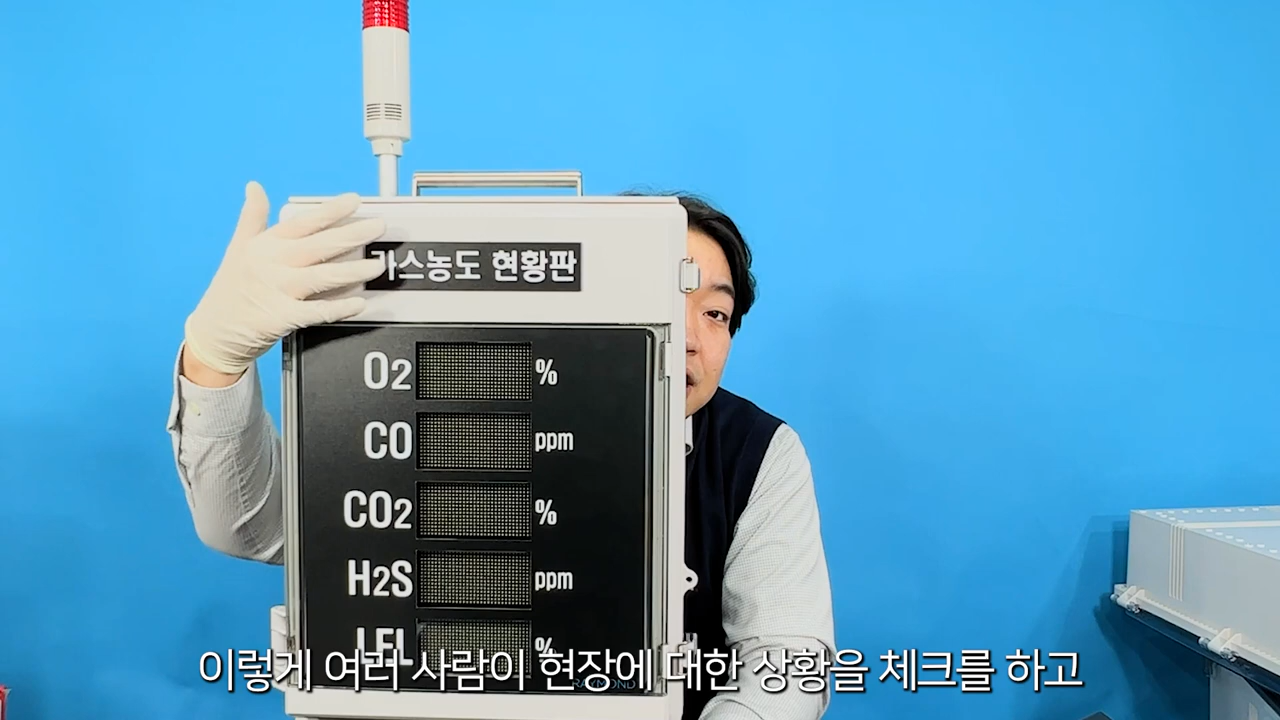 가스농도 현황판
O2 %
CO ppm
CO2 %
H2S ppm
LEL %
RAYMOND
이렇게 여러 사람이 현장에 대한 상황을 체크를 하고